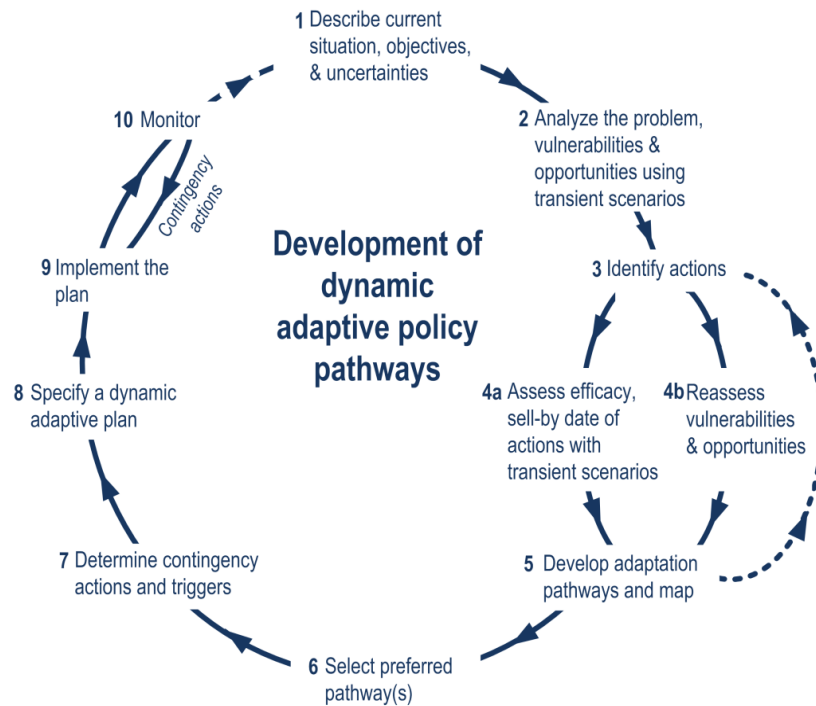 1 Describe current
situation, objectives,
& uncertainties
2 Analyze the problem,
vulnerabilities &
opportunities using
transient scenarios
3 Identify actions
4a Assess efficacy,
sell-by date of
actions with
transient scenarios
4b Reassess
vulnerabilities
& opportunities
5 Develop adaptation
pathways and map
6 Select preferred
pathway(s)
7 Determine contingency
actions and triggers
8 Specify a dynamic
adaptive plan
9 Implement the
plan
10 Monitor
Contingency
actions
Development of
dynamic
adaptive policy
pathways